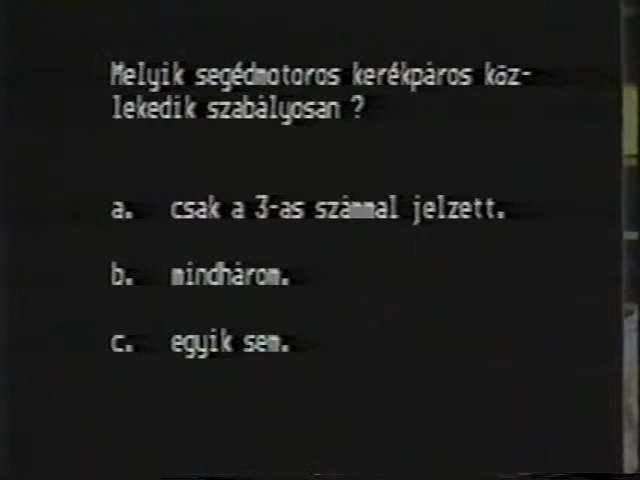 Melyik segédmotoros kerékpáros köz-
lekedik szabályosan ?
a. csak a 3-as számmal jelzett.
b. mindhárom.
c. egyik sem.